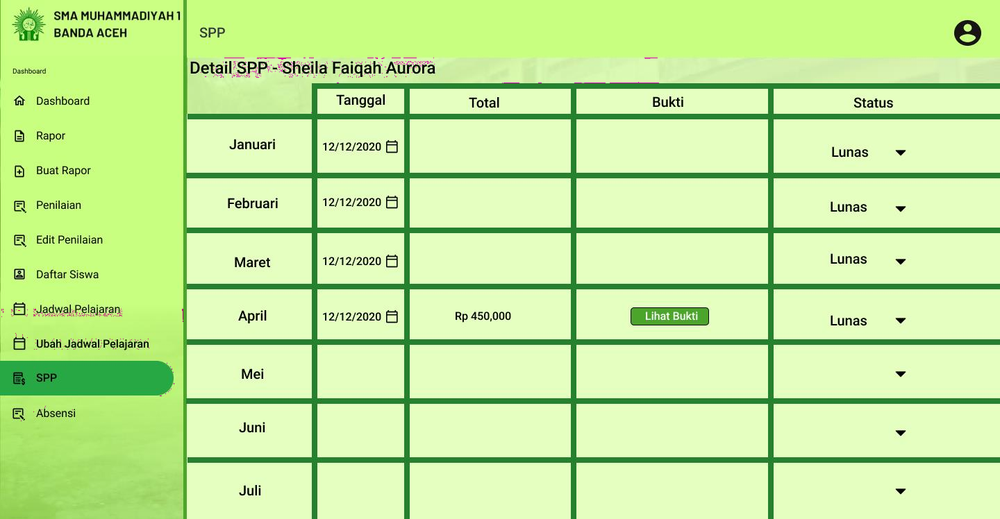 SMA MUHAMMADIYAH 1
BANDA ACEH
SPP
Dashboard
Dashboard
Rapor
Buat Rapor
Penilaian
Edit Penilaian
Daftar Siswa
Jadwal Pelajaran
Ubah Jadwal Pelajaran
SPP
Absensi
Detail SPP - Sheila Faiqah Aurora
Tanggal Total Bukti Status
Januari 12/12/2020 Lunas
Februari 12/12/2020 Lunas
Maret 12/12/2020 Lunas
April 12/12/2020 Rp 450,000 Lihat Bukti Lunas
Mei
Juni
Juli